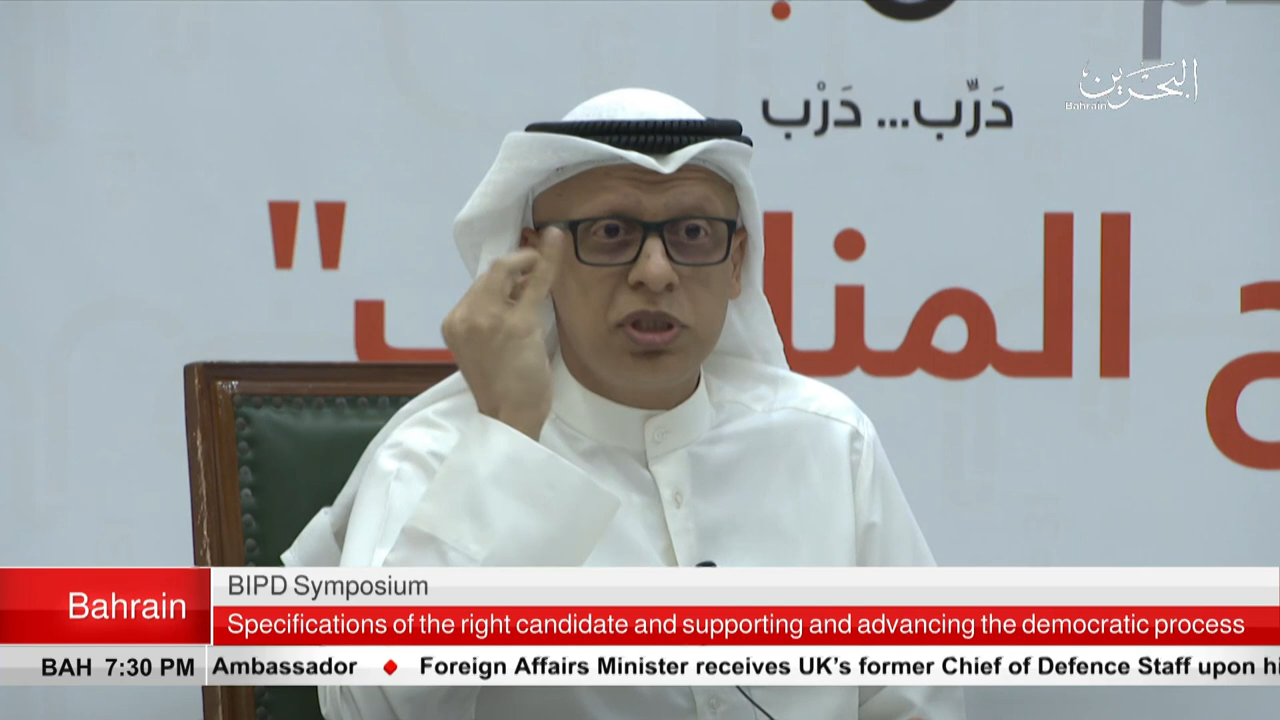 البحرين
Bahrain
دَرِّب... دَرْب
"
"
Bahrain
BIPD Symposium
Specifications of the right candidate and supporting and advancing the democratic process
BAH 7:30 PM
Ambassador
Foreign Affairs Minister receives UK's former Chief of Defence Staff upon hi